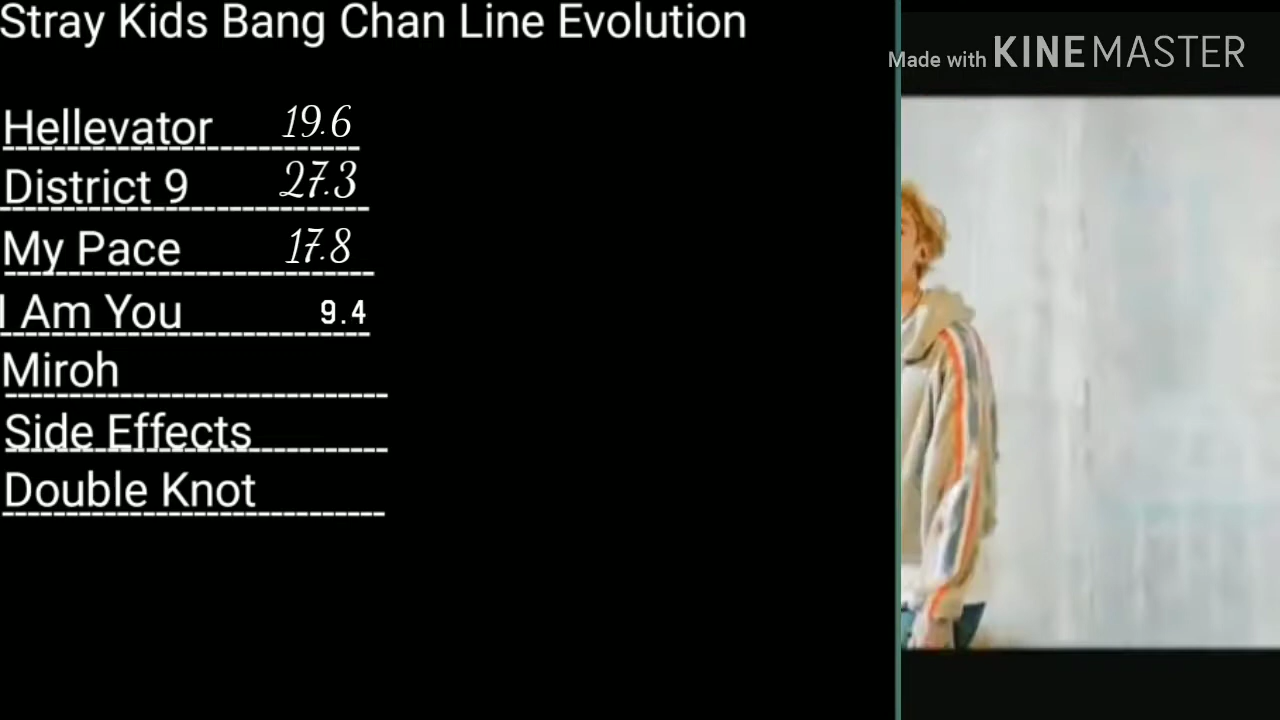 Stray Kids Bang Chan Line Evolution
Made with KINEMASTER
Hellevator 19.6
District 9 27.3
My Pace 17.8
I Am You 9.4
Miroh
Side Effects
Double Knot